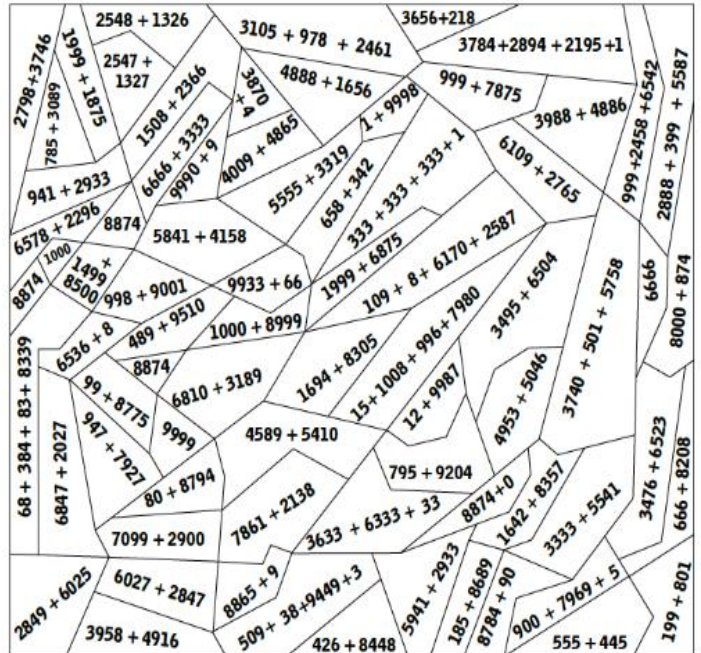 2548 + 1326
3105 + 978 + 2461
3656+218
3784+2894 + 2195 +1
2798+3746
1999 + 1875
2547 +
1327
785 + 3089
1508 + 2366
3870
+ 4
4888 + 1656
999 + 7875
3988 + 4886
999 +2458 +6542
2888 + 399 + 5587
1 + 9998
6666 + 3333
9990 + 9
4009 + 4865
5555 + 3319
658 + 342
333 + 333 + 333 + 1
6109 + 2765
941 + 2933
6578 + 2296
8874
5841 + 4158
1000
8874
1499 +
8500
998 + 9001
9933 + 66
1999 + 6875
109 + 8+ 6170 + 2587
3495 + 6504
3740 + 501 + 5758
6666
8000 + 874
6536 + 8
489 + 9510
1000 + 8999
8874
6810 + 3189
1694 + 8305
15+ 1008 + 996 + 7980
12 + 9987
4953 + 5046
68 + 384 + 83 + 8339
6847 + 2027
99 + 8775
947 + 7927
9999
4589 + 5410
795 + 9204
8874+0
1642 + 8357
3333 + 5541
3476 + 6523
666 + 8208
80 + 8794
7861 + 2138
3633 + 6333 + 33
7099 + 2900
2849 + 6025
6027 + 2847
8865 + 9
509 + 38+9449 + 3
5941 + 2933
185 + 8689
8784 + 90
900 + 7969 + 5
199 + 801
3958 + 4916
426 + 8448
555 + 445